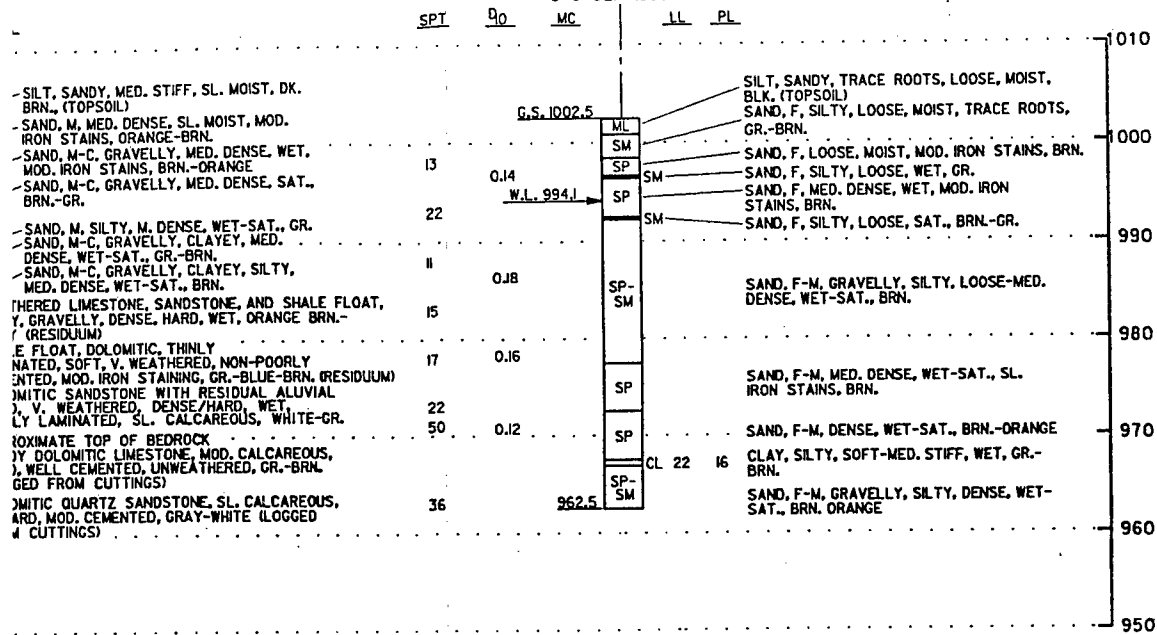 SPT D10 MC LL PL
1010
- SILT, SANDY, MED. STIFF, SL. MOIST, DK.
BRN., (TOPSOIL)
- SAND, M, MED. DENSE, SL. MOIST, MOD.
IRON STAINS, ORANGE-BRN.
- SAND, M-C, GRAVELLY, MED. DENSE, WET,
MOD. IRON STAINS, BRN.-ORANGE
- SAND, M-C, GRAVELLY, MED. DENSE, SAT.,
BRN.-GR.
- SAND, M, SILTY, M. DENSE, WET-SAT., GR.
- SAND, M-C, GRAVELLY, CLAYEY, MED.
DENSE, WET-SAT., GR.-BRN.
- SAND, M-C, GRAVELLY, CLAYEY, SILTY,
MED. DENSE, WET-SAT., BRN.
THERED LIMESTONE, SANDSTONE, AND SHALE FLOAT,
Y, GRAVELLY, DENSE, HARD, WET, ORANGE BRN.-
(RESIDUUM)
E FLOAT, DOLOMITIC, THINLY
NATED, SOFT, V. WEATHERED, NON-POORLY
ENTED, MOD. IRON STAINING, GR.-BLUE-BRN. (RESIDUUM)
OMITIC SANDSTONE WITH RESIDUAL ALUVIAL
), V. WEATHERED, DENSE/HARD, WET,
LY LAMINATED, SL. CALCAREOUS, WHITE-GR.
ROXIMATE TOP OF BEDROCK
DY DOLOMITIC LIMESTONE, MOD. CALCAREOUS,
), WELL CEMENTED, UNWEATHERED, GR.-BRN.
GED FROM CUTTINGS)
OMITIC QUARTZ SANDSTONE, SL. CALCAREOUS,
ARD, MOD. CEMENTED, GRAY-WHITE (LOGGED
M CUTTINGS)
13
22
11
15
17
22
50
36
0.14
0.18
0.16
0.12
G.S. 1002.5
W.L. 994.1
962.5
ML
SM
SP
SM
SP
SM
SP-
SM
SP
SP
CL 22 16
SP-
SM
SILT, SANDY, TRACE ROOTS, LOOSE, MOIST,
BLK. (TOPSOIL)
SAND, F, SILTY, LOOSE, MOIST, TRACE ROOTS,
GR.-BRN.
SAND, F, LOOSE, MOIST, MOD. IRON STAINS, BRN.
SAND, F, SILTY, LOOSE, WET, GR.
SAND, F, MED. DENSE, WET, MOD. IRON
STAINS, BRN.
SAND, F, SILTY, LOOSE, SAT., BRN.-GR.
SAND, F-M, GRAVELLY, SILTY, LOOSE-MED.
DENSE, WET-SAT., BRN.
SAND, F-M, MED. DENSE, WET-SAT., SL.
IRON STAINS, BRN.
SAND, F-M, DENSE, WET-SAT., BRN.-ORANGE
CLAY, SILTY, SOFT-MED. STIFF, WET, GR.-
BRN.
SAND, F-M, GRAVELLY, SILTY, DENSE, WET-
SAT., BRN. ORANGE
1000
990
980
970
960
950